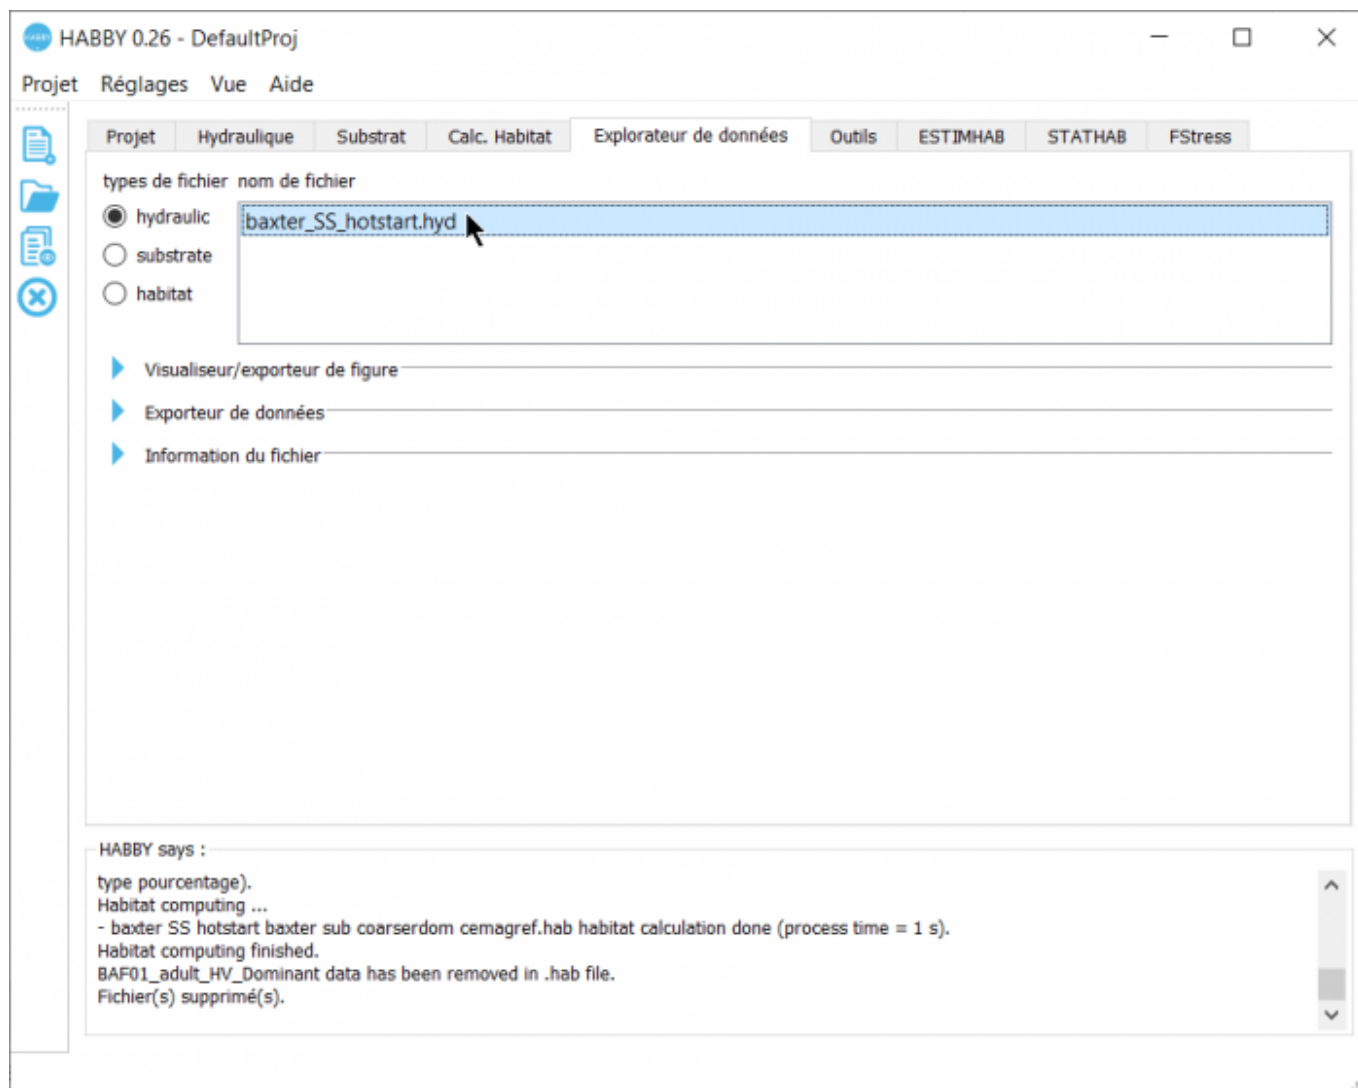 HABBY 0.26 - DefaultProj
Projet Réglages Vue Aide
Projet Hydraulique Substrat Calc. Habitat Explorateur de données Outils ESTIMHAB STATHAB FStress
types de fichier nom de fichier
hydraulic baxter_SS_hotstart.hyd
substrate
habitat
Visualiseur/exporteur de figure
Exporteur de données
Information du fichier
HABBY says :
type pourcentage).
Habitat computing ...
- baxter SS hotstart baxter sub coarserdom cemagref.hab habitat calculation done (process time = 1 s).
Habitat computing finished.
BAF01_adult_HV_Dominant data has been removed in .hab file.
Fichier(s) supprimé(s).